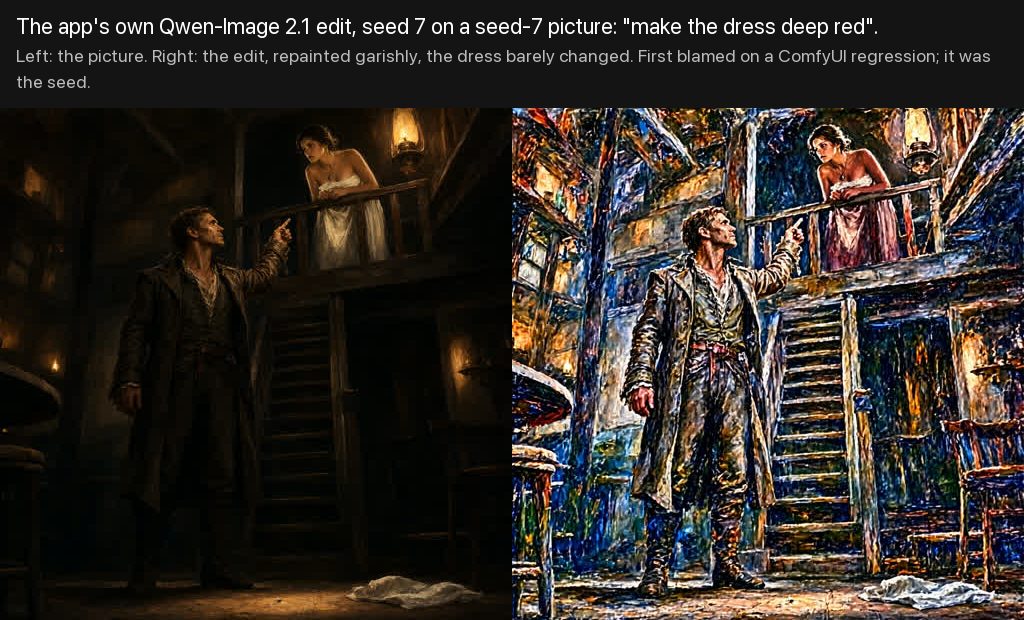 The app's own Qwen-Image 2.1 edit, seed 7 on a seed-7 picture: "make the dress deep red".
Left: the picture. Right: the edit, repainted garishly, the dress barely changed. First blamed on a ComfyUI regression; it was
the seed.